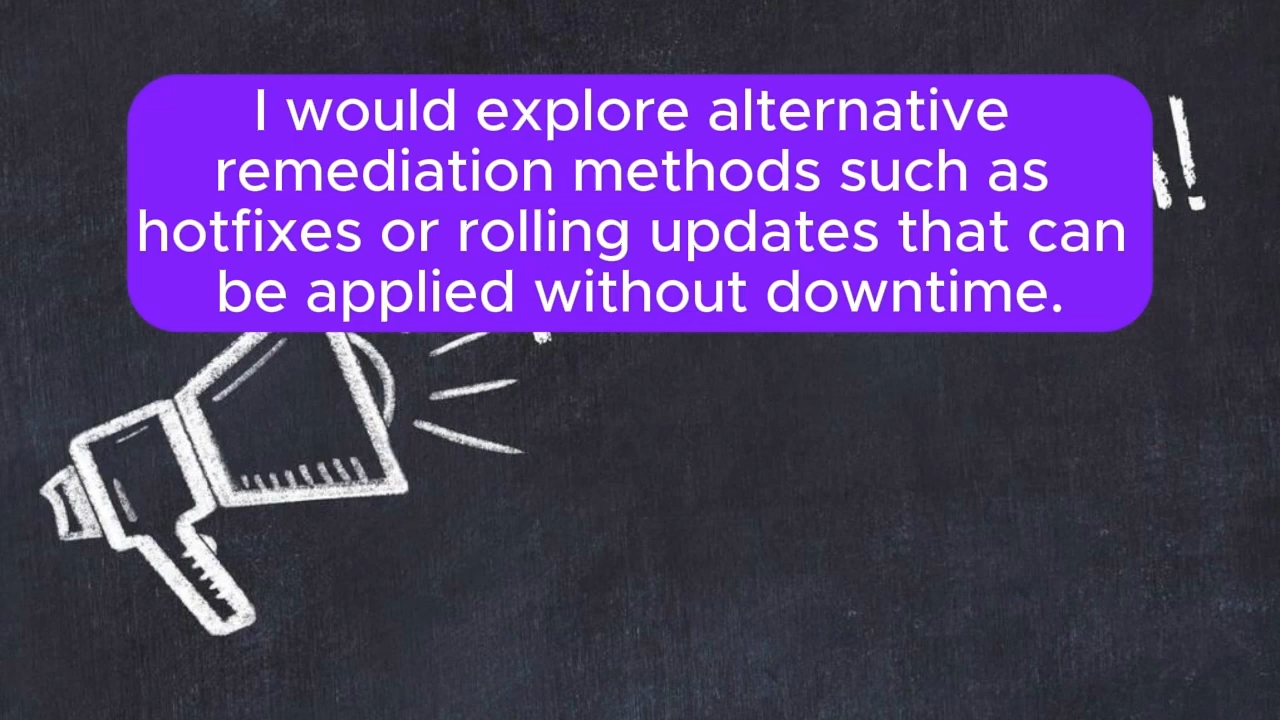 I would explore alternative
remediation methods such as
hotfixes or rolling updates that can
be applied without downtime.